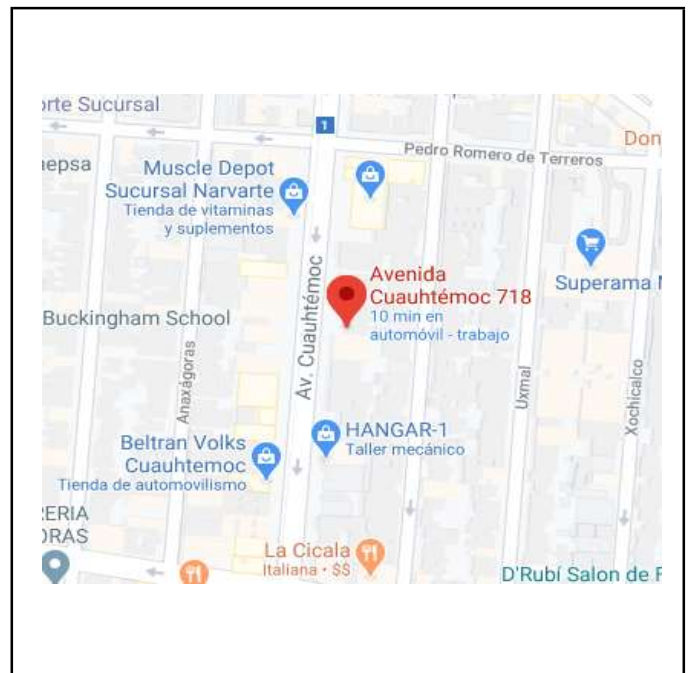 orte Sucursal
1
Don
Pedro Romero de Terreros
epsa
Muscle Depot
Sucursal Narvarte
Tienda de vitaminas
y suplementos
Superama
Avenida
Cuauhtémoc 718
10 min en
automóvil - trabajo
Av. Cuauhtémoc
Buckingham School
Anaxágoras
Uxmal
Xochicalco
HANGAR-1
Taller mecánico
Beltran Volks
Cuauhtemoc
Tienda de automovilismo
ERIA
ORAS
La Cicala
Italiana • $$
D'Rubí Salon de F